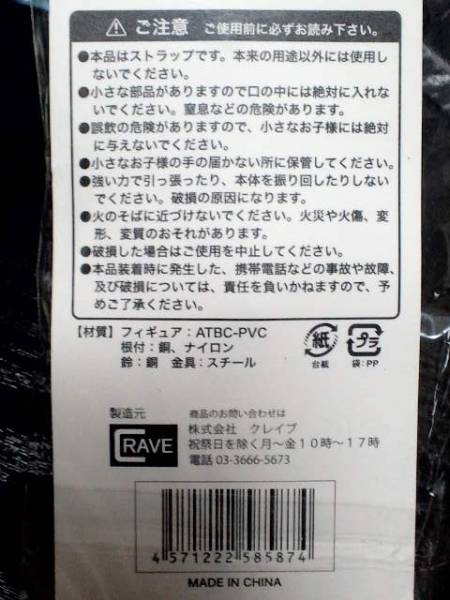 ご注意 ご使用前に必ずお読み下さい。
●本品はストラップです。本来の用途以外には使用し
ないでください。
●小さな部品がありますので口の中には絶対に入れな
いでください。窒息などの危険があります。
●誤飲の危険がありますので、小さなお子様には絶対
に与えないでください。
●小さなお子様の手の届かない所に保管してください。
●強い力で引っ張ったり、本体を振り回したりしない
でください。破損の原因になります。
●火のそばに近づけないでください。火災や火傷、変
形、変質のおそれがあります。
●破損した場合はご使用を中止してください。
●本品装着時に発生した、携帯電話などの事故や故障、
及び破損については、責任を負いかねますので、予
めご了承ください。
【材質】フィギュア：ATBC-PVC
根付：銅、ナイロン
鈴：銅 金具：スチール
紙
台紙
プラ
袋：PP
製造元
CRAVE
商品のお問い合わせは
株式会社 クレイブ
祝祭日を除く月〜金10時〜17時
電話 03-3666-5673
4571222585874
MADE IN CHINA